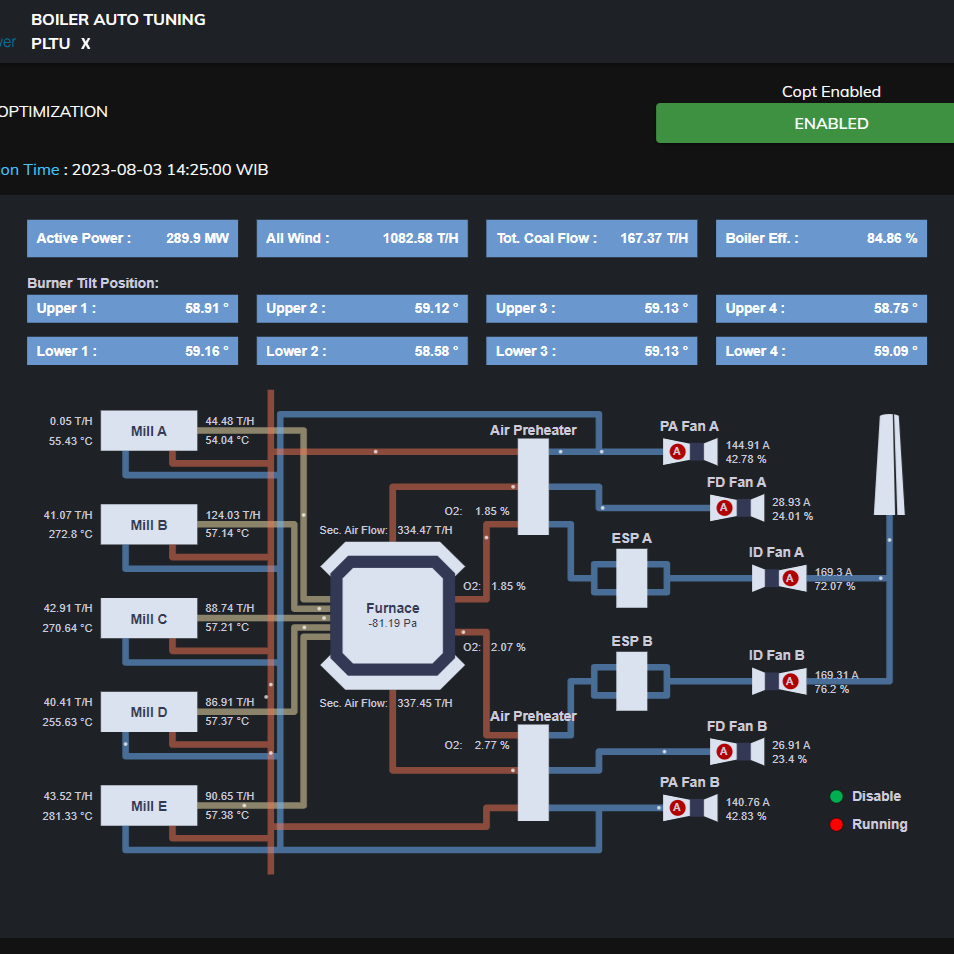 BOILER AUTO TUNING
ver PLTU X
OPTIMIZATION
Copt Enabled
ENABLED
on Time : 2023-08-03 14:25:00 WIB
Active Power : 289.9 MW
All Wind : 1082.58 T/H
Tot. Coal Flow : 167.37 T/H
Boiler Eff. : 84.86 %
Burner Tilt Position:
Upper 1 : 58.91 °
Upper 2 : 59.12 °
Upper 3 : 59.13 °
Upper 4 : 58.75 °
Lower 1 : 59.16 °
Lower 2 : 58.58 °
Lower 3 : 59.13 °
Lower 4 : 59.09 °
0.05 T/H
55.43 °C
Mill A
44.48 T/H
54.04 °C
41.07 T/H
272.8 °C
Mill B
124.03 T/H
57.14 °C
42.91 T/H
270.64 °C
Mill C
88.74 T/H
57.21 °C
40.41 T/H
255.63 °C
Mill D
86.91 T/H
57.37 °C
43.52 T/H
281.33 °C
Mill E
90.65 T/H
57.38 °C
Air Preheater
O2: 1.85 %
Sec. Air Flow: 334.47 T/H
O2: 1.85 %
Furnace
-81.19 Pa
O2: 2.07 %
Sec. Air Flow: 337.45 T/H
Air Preheater
O2: 2.77 %
PA Fan A
A
144.91 A
42.78 %
FD Fan A
A
28.93 A
24.01 %
ESP A
ID Fan A
A
169.3 A
72.07 %
ESP B
ID Fan B
A
169.31 A
76.2 %
FD Fan B
A
26.91 A
23.4 %
PA Fan B
A
140.76 A
42.83 %
Disable
Running